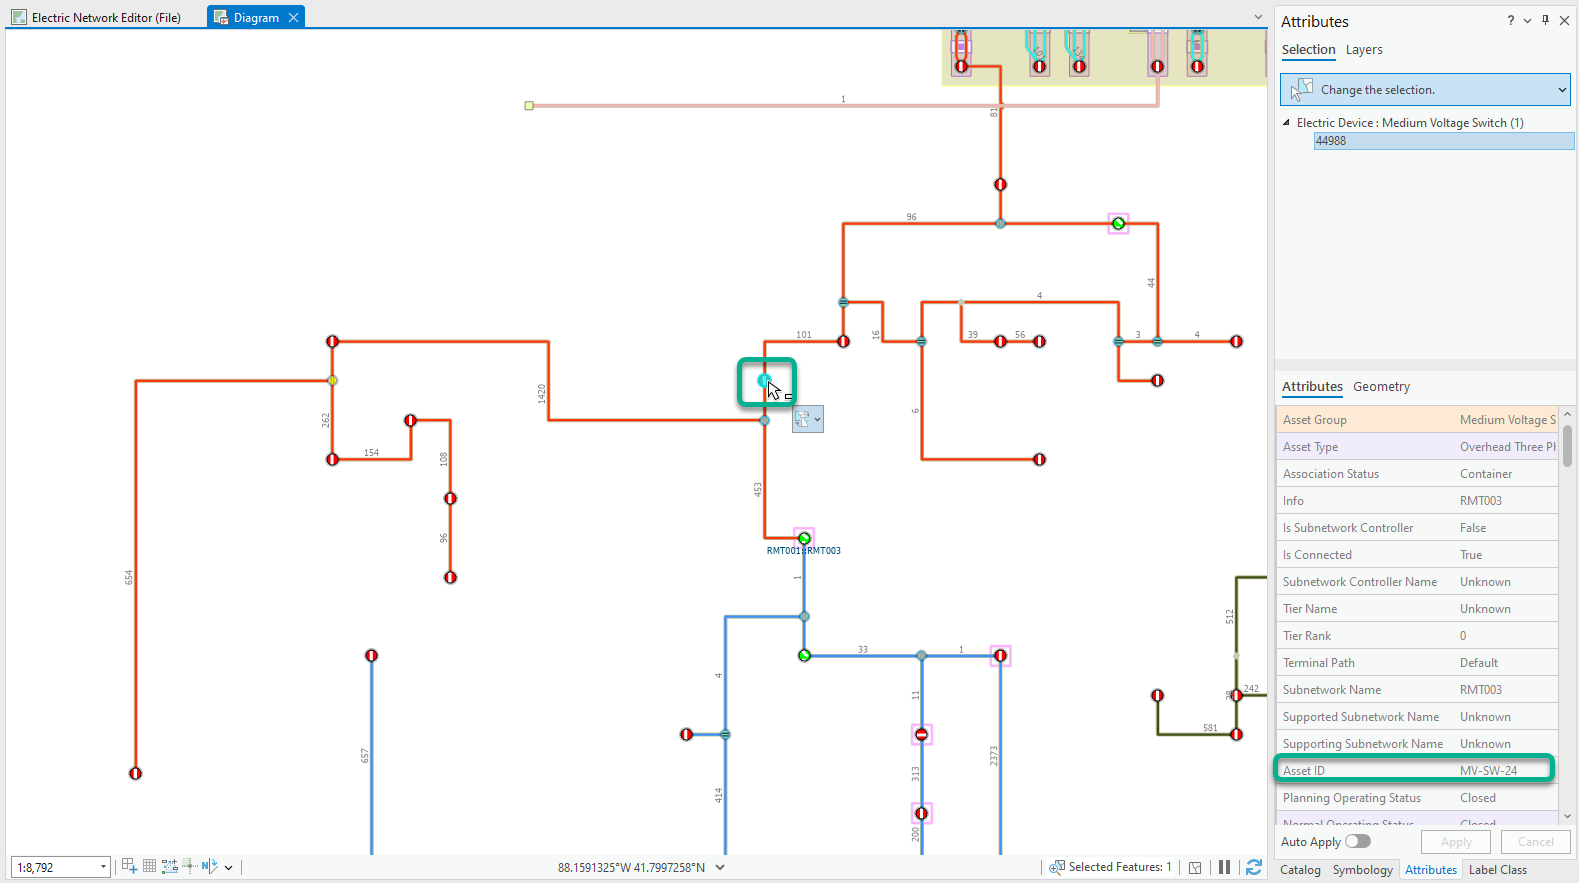 Electric Network Editor (File)
Diagram
1
81
96
44
4
101
16
39
56
3
4
1420
262
6
154
108
453
96
654
RMT001::RMT003
1
512
33
1
4
11
242
581
657
2373
313
414
200
1:8,792
88.1591325°W 41.7997258°N
Selected Features: 1
Attributes
?
Selection
Layers
Change the selection.
Electric Device : Medium Voltage Switch (1)
44988
Attributes
Geometry
Asset Group Medium Voltage S
Asset Type Overhead Three Ph
Association Status Container
Info RMT003
Is Subnetwork Controller False
Is Connected True
Subnetwork Controller Name Unknown
Tier Name Unknown
Tier Rank 0
Terminal Path Default
Subnetwork Name RMT003
Supported Subnetwork Name Unknown
Supporting Subnetwork Name Unknown
Asset ID MV-SW-24
Planning Operating Status Closed
Normal Operating Status Closed
Auto Apply
Apply
Cancel
Catalog
Symbology
Attributes
Label Class